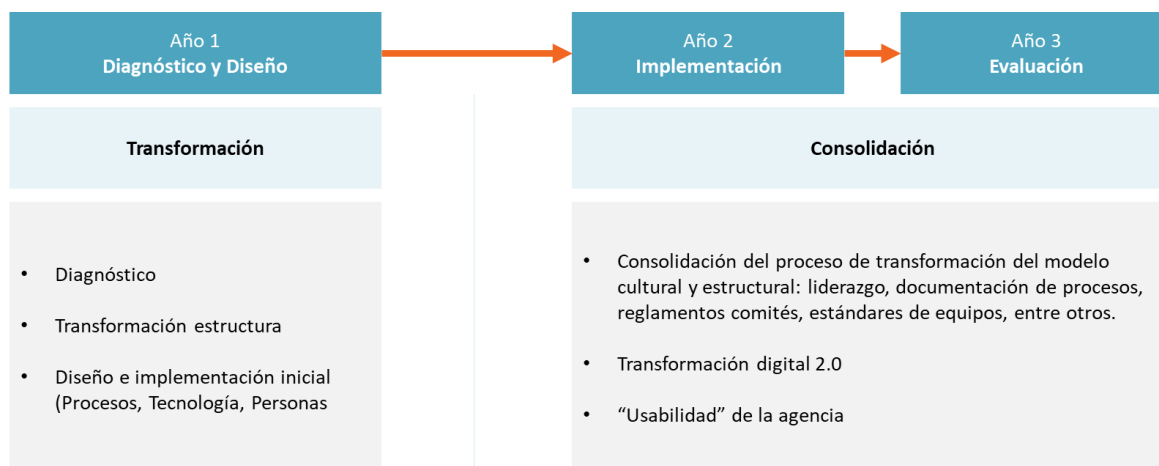 Año 1
Diagnóstico y Diseño
Año 2
Implementación
Año 3
Evaluación
Transformación
Consolidación
• Diagnóstico
• Transformación estructura
• Diseño e implementación inicial
(Procesos, Tecnología, Personas
• Consolidación del proceso de transformación del modelo
cultural y estructural: liderazgo, documentación de procesos,
reglamentos comités, estándares de equipos, entre otros.
• Transformación digital 2.0
• “Usabilidad” de la agencia